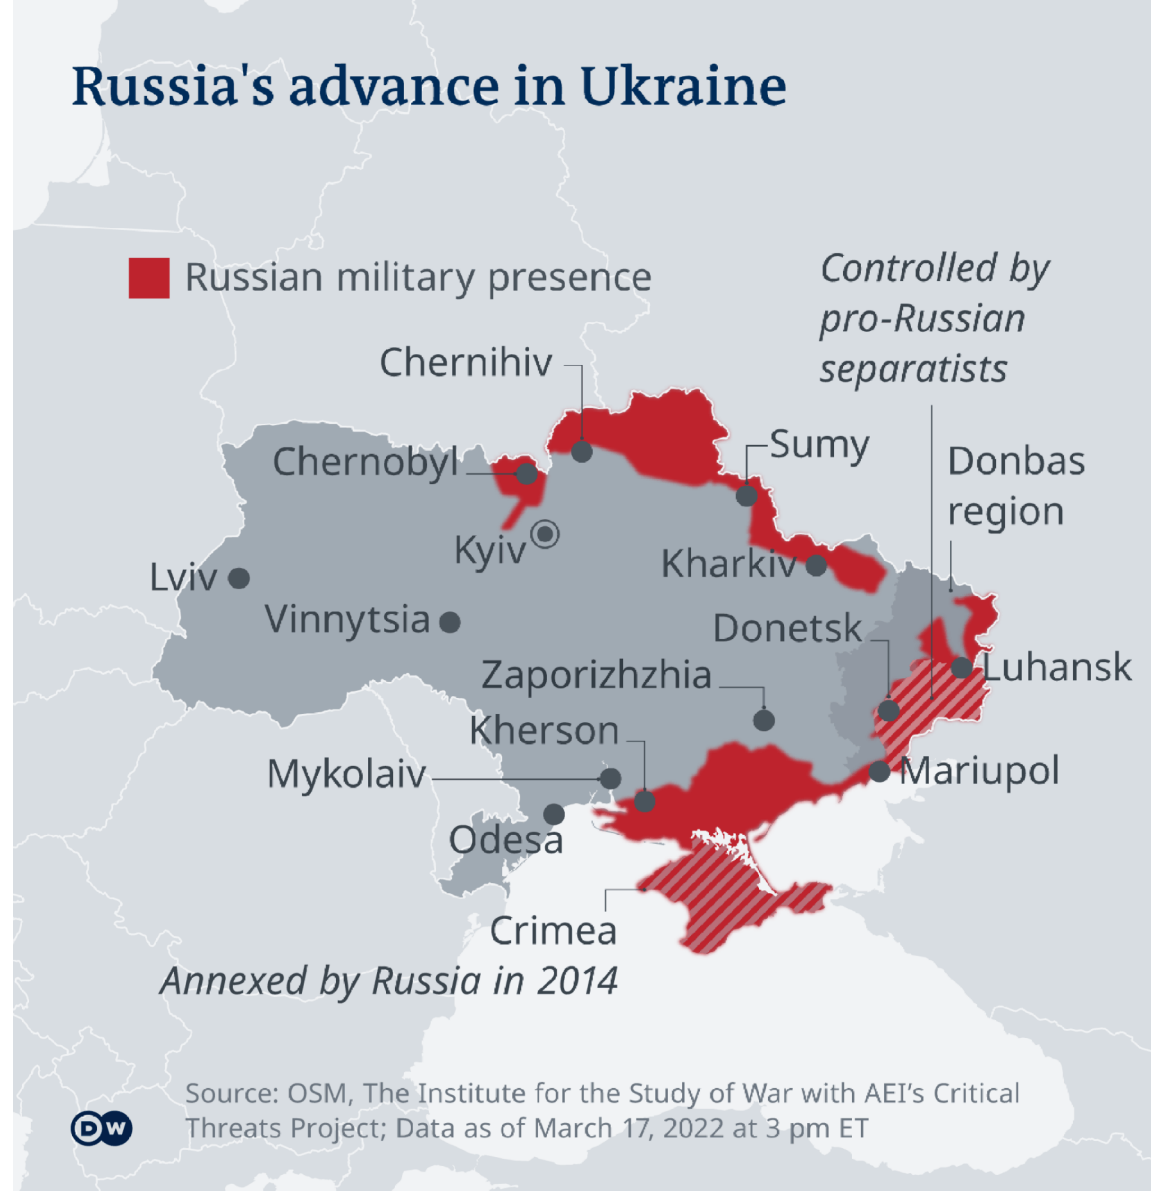 Russia's advance in Ukraine
Russian military presence
Controlled by
pro-Russian
separatists
Chernihiv
Sumy
Donbas
region
Chernobyl
Kyiv
Kharkiv
Lviv
Vinnytsia
Donetsk
Zaporizhzhia
Luhansk
Kherson
Mykolaiv
Mariupol
Odesa
Crimea
Annexed by Russia in 2014
Source: OSM, The Institute for the Study of War with AEI’s Critical
Threats Project; Data as of March 17, 2022 at 3 pm ET
DW